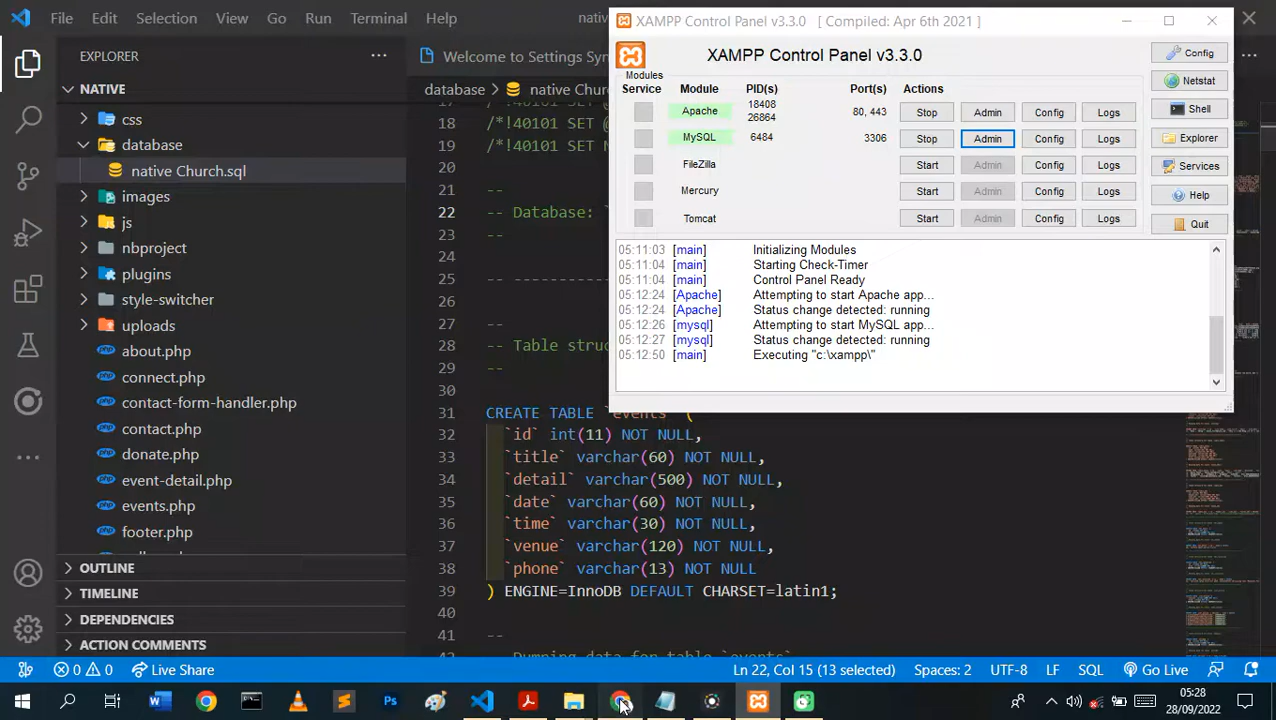 File Edit Selection View Go Run Terminal Help
native
XAMPP Control Panel v3.3.0 [ Compiled: Apr 6th 2021 ]
XAMPP Control Panel v3.3.0
Config
Modules
Service Module PID(s) Port(s) Actions
Netstat
Apache 18408 26864 80, 443 Stop Admin Config Logs
Shell
MySQL 6484 3306 Stop Admin Config Logs
Explorer
FileZilla Start Admin Config Logs
Services
Mercury Start Admin Config Logs
Help
Tomcat Start Admin Config Logs
Quit
05:11:03 [main] Initializing Modules
05:11:04 [main] Starting Check-Timer
05:11:04 [main] Control Panel Ready
05:12:24 [Apache] Attempting to start Apache app...
05:12:24 [Apache] Status change detected: running
05:12:26 [mysql] Attempting to start MySQL app...
05:12:27 [mysql] Status change detected: running
05:12:50 [main] Executing "c:\xampp\"
EXPLORER
NATIVE
css
database
native Church.sql
images
js
nbproject
plugins
style-switcher
uploads
about.php
connect.php
contact-form-handler.php
contact.php
donate.php
event-detail.php
events.php
footer.php
OUTLINE
TIMELINE
DEPENDENCIES
ACTION COMMENTS
Welcome to Settings Syn
database > native Chur
18 /*!40101 SET @
19 /*!40101 SET N
20
21 --
22 -- Database: `
23 --
25 -- -----
26
27 --
28 -- Table struc
29 --
30
31 CREATE TABLE `events` (
32 `id` int(11) NOT NULL,
33 `title` varchar(60) NOT NULL,
34 `detail` varchar(500) NOT NULL,
35 `date` varchar(60) NOT NULL,
36 `time` varchar(30) NOT NULL,
37 `venue` varchar(120) NOT NULL,
38 `phone` varchar(13) NOT NULL
39 ) ENGINE=InnoDB DEFAULT CHARSET=latin1;
40
41 --
42 -- Dumping data for table `events`
0 0 Live Share Ln 22, Col 15 (13 selected) Spaces: 2 UTF-8 LF SQL Go Live
05:28
28/09/2022